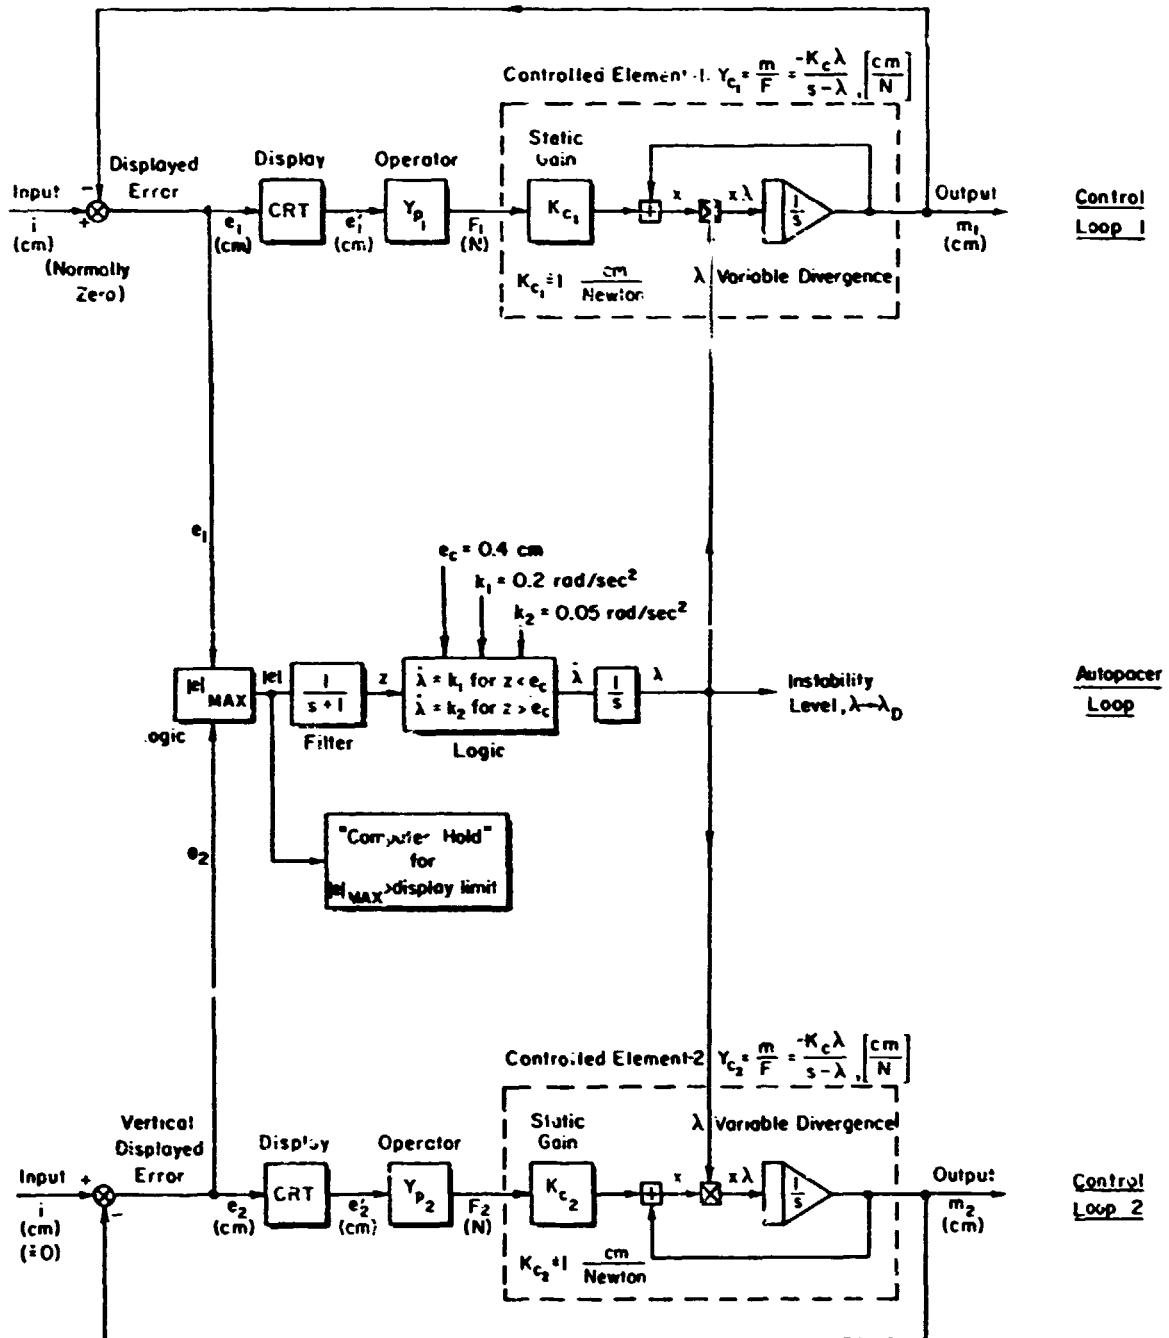 Controlled Element-1, Y_c₁ = m/F = -K_c λ/(s-λ), [cm/N]
Displayed
Error
Display
Operator
Static
Gain
Input
i
(cm)
(Normally
Zero)
-
+
e₁
(cm)
CRT
e₁'
(cm)
Y_p₁
F₁
(N)
K_c₁
+
x
xλ
1/s
Output
m₁
(cm)
Control
Loop 1
K_c₁ ≐ 1 cm/Newton
λ Variable Divergence
e₁
e_c = 0.4 cm
k₁ = 0.2 rad/sec²
k₂ = 0.05 rad/sec²
|e|MAX
|e|
1/(s+1)
z
λ̇ = k₁ for z < e_c
λ̇ = k₂ for z > e_c
λ̇
1/s
λ
Instability
Level, λ→λ_D
Autopacer
Loop
Filter
Logic
"Computer Hold"
for
|e|MAX >display limit
e₂
Controlled Element-2 Y_c₂ = m/F = -K_c λ/(s-λ), [cm/N]
Vertical
Displayed
Error
Display
Operator
Static
Gain
λ Variable Divergence
Input
i
(cm)
(≐0)
+
-
e₂
(cm)
CRT
e₂'
(cm)
Y_p₂
F₂
(N)
K_c₂
+
x
xλ
1/s
Output
m₂
(cm)
Control
Loop 2
K_c₂ ≐ 1 cm/Newton